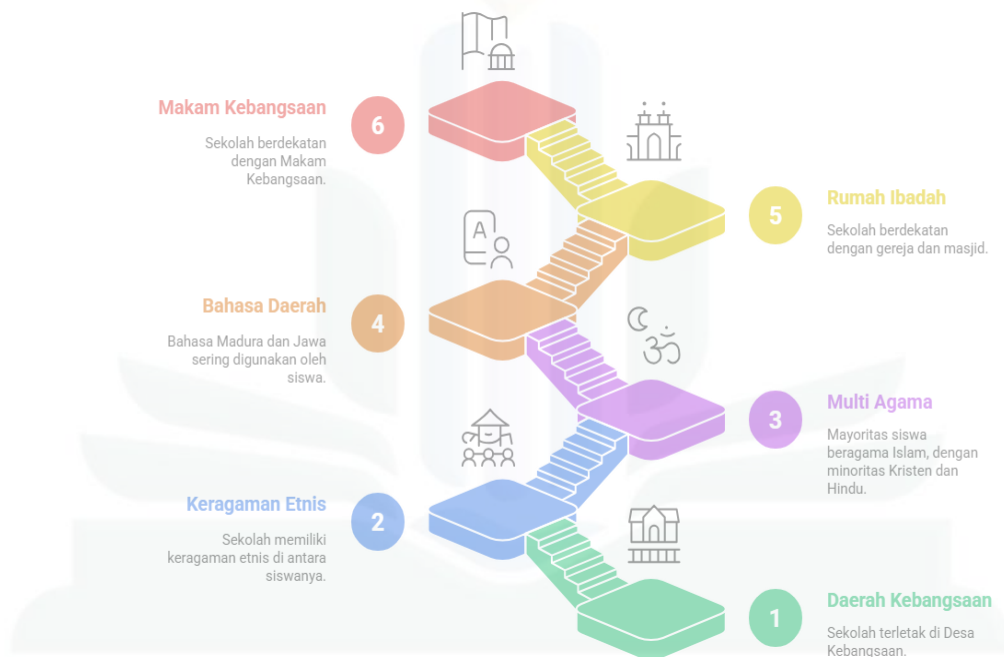 Makam Kebangsaan
6
Sekolah berdekatan
dengan Makam
Kebangsaan.
5
Rumah Ibadah
Sekolah berdekatan
dengan gereja dan masjid.
A
Bahasa Daerah
4
Bahasa Madura dan Jawa
sering digunakan oleh
siswa.
ॐ
3
Multi Agama
Mayoritas siswa
beragama Islam, dengan
minoritas Kristen dan
Hindu.
Keragaman Etnis
2
Sekolah memiliki
keragaman etnis di antara
siswanya.
1
Daerah Kebangsaan
Sekolah terletak di Desa
Kebangsaan.